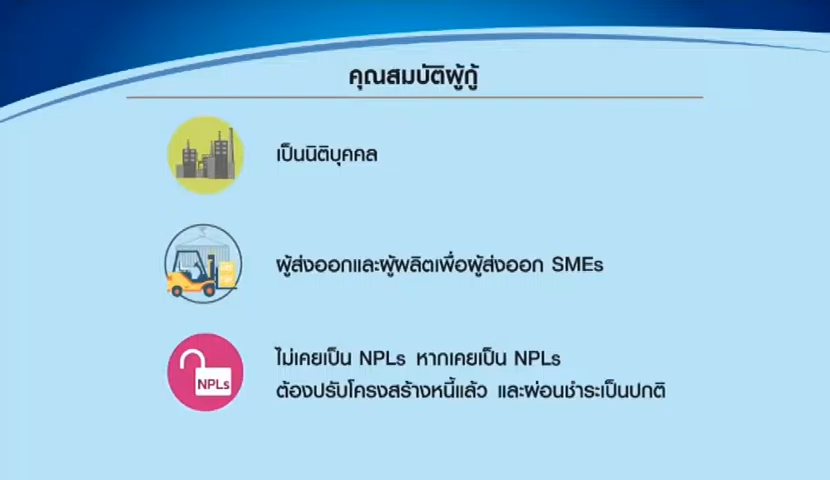 คุณสมบัติผู้กู้
เป็นนิติบุคคล
ผู้ส่งออกและผู้ผลิตเพื่อผู้ส่งออก SMEs
ไม่เคยเป็น NPLs หากเคยเป็น NPLs
NPLs
ต้องปรับโครงสร้างหนี้แล้ว และผ่อนชำระเป็นปกติ